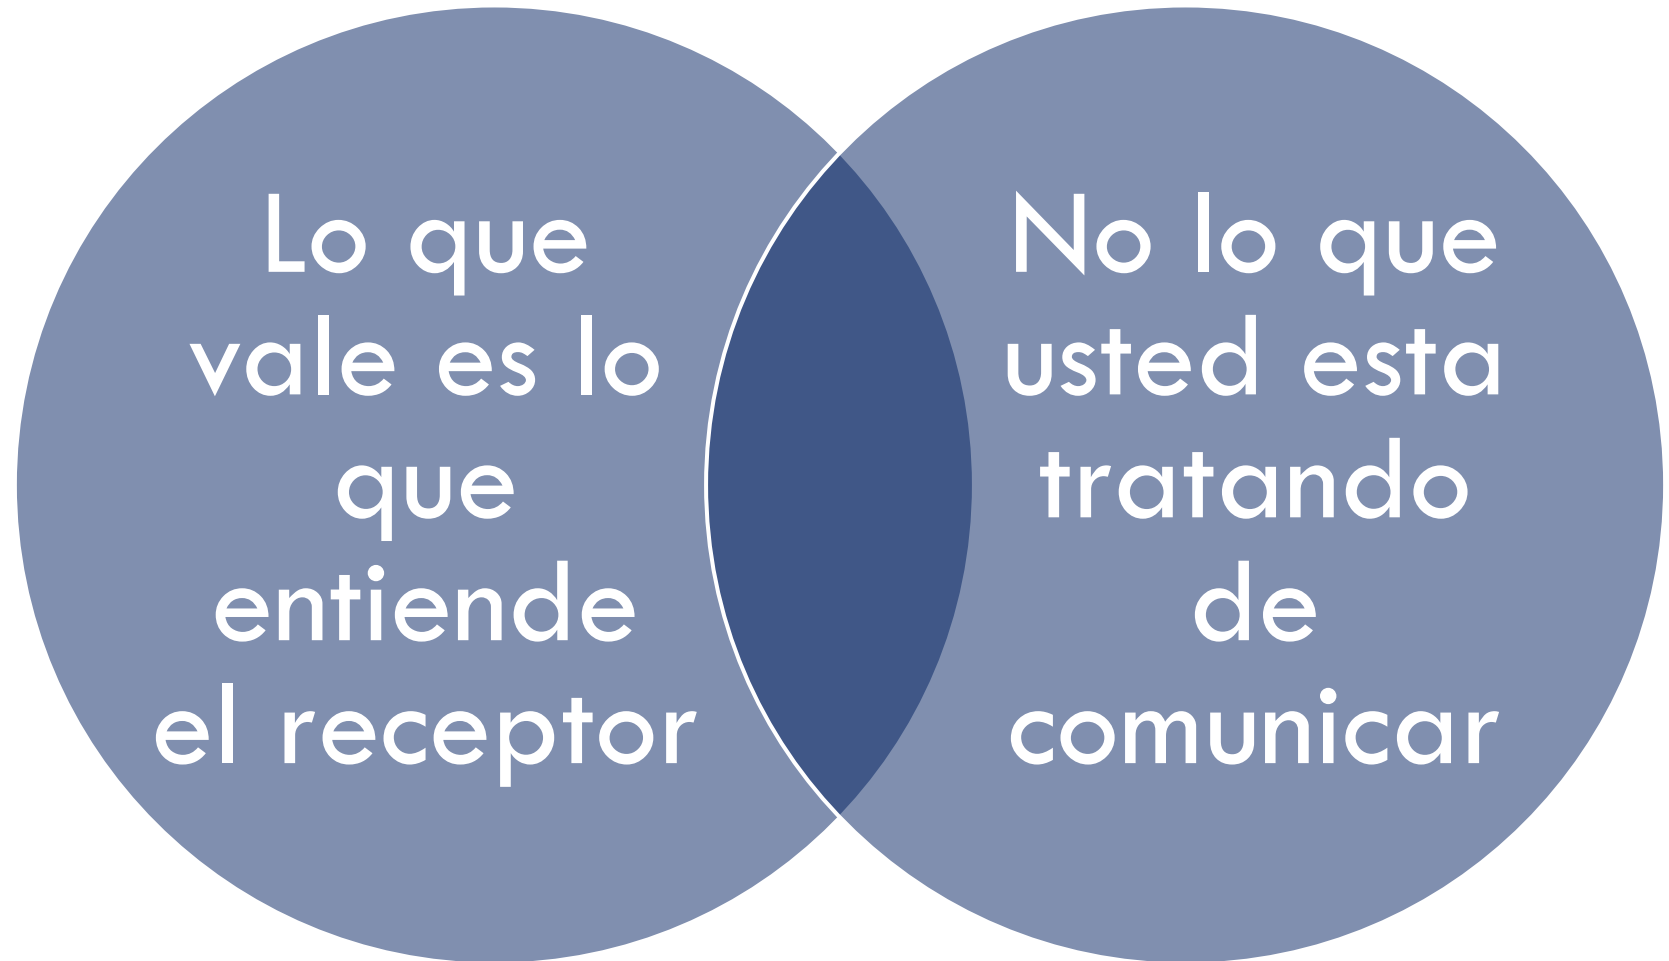 Lo que
vale es lo
que
entiende
el receptor
No lo que
usted esta
tratando
de
comunicar